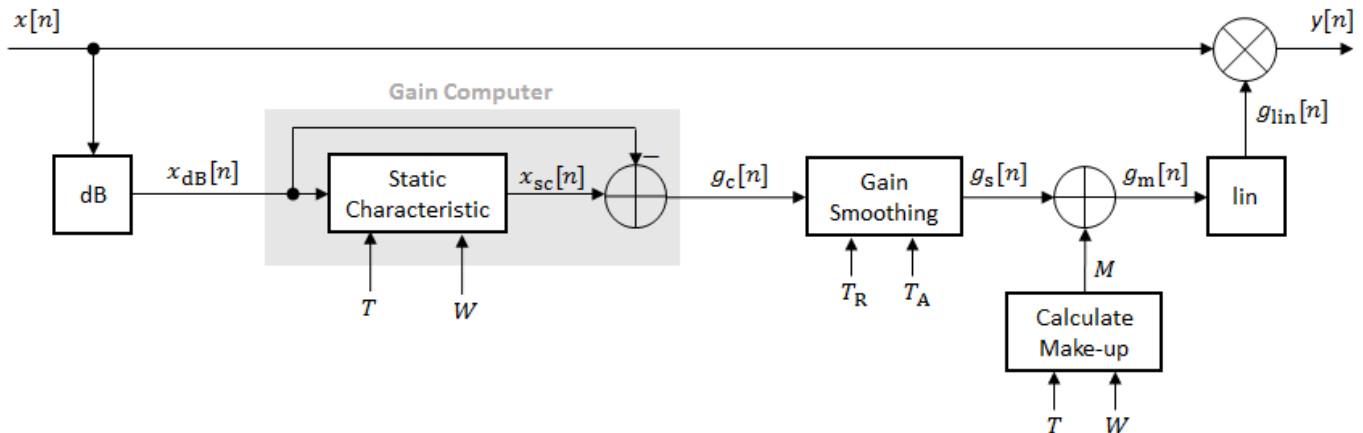 x[n]
y[n]
Gain Computer
g_lin[n]
dB
x_dB[n]
Static
Characteristic
x_sc[n]
−
g_c[n]
Gain
Smoothing
g_s[n]
g_m[n]
lin
T
W
T_R
T_A
M
Calculate
Make-up
T
W